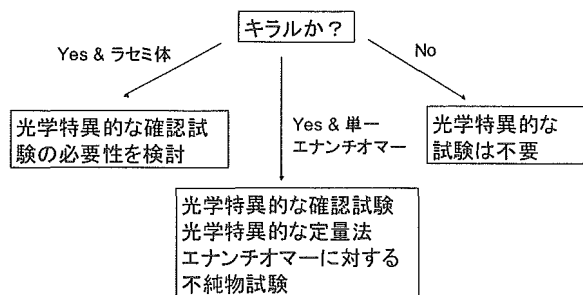 キラルか？
Yes & ラセミ体
No
Yes & 単一
エナンチオマー
光学特異的な確認試
験の必要性を検討
光学特異的な
試験は不要
光学特異的な確認試験
光学特異的な定量法
エナンチオマーに対する
不純物試験